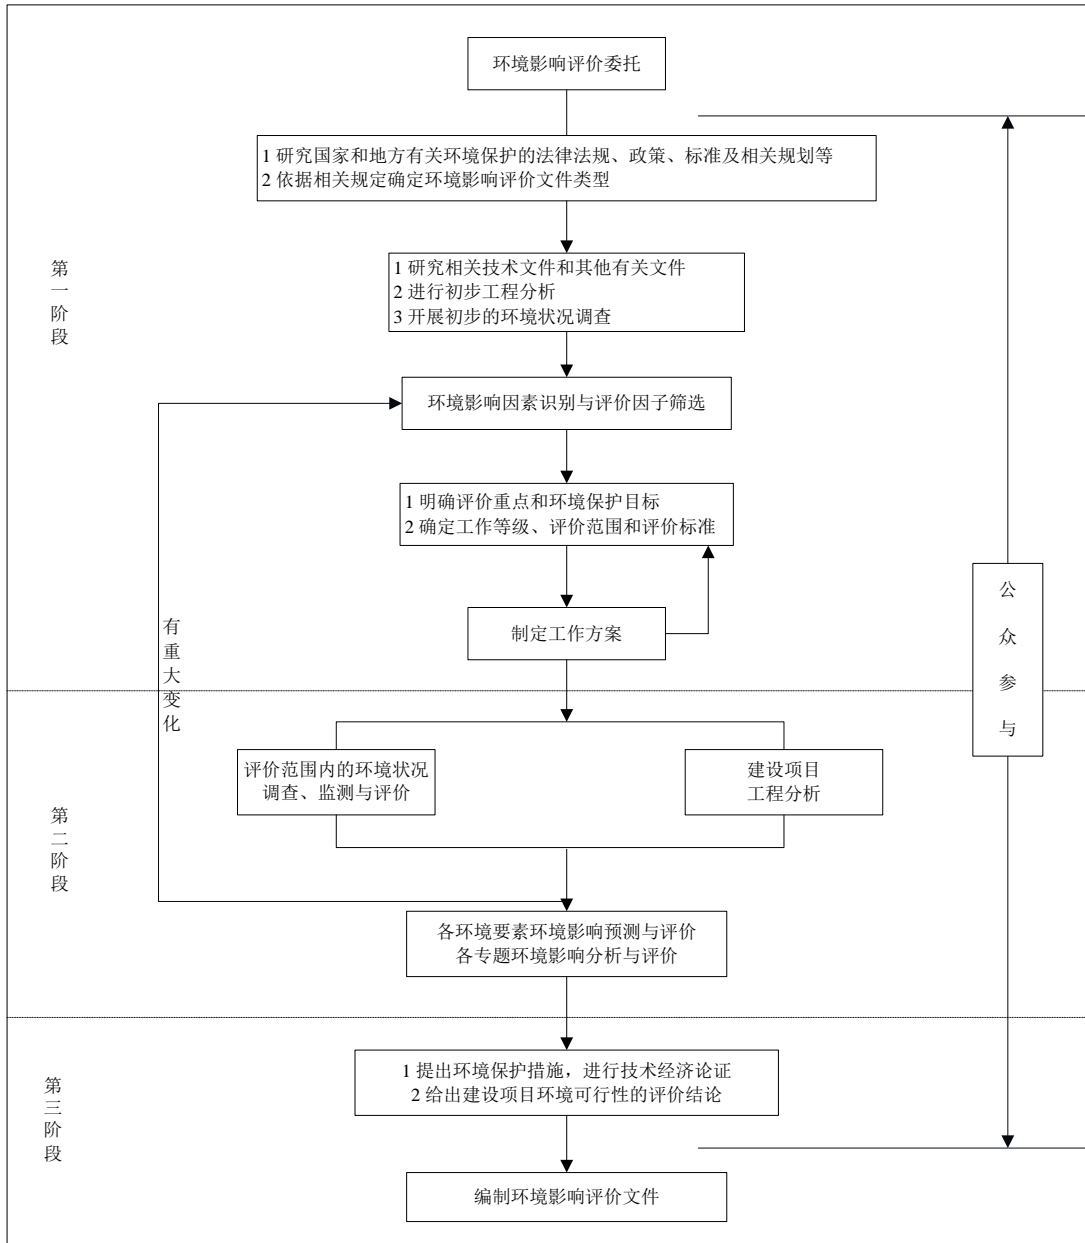 环境影响评价委托
1 研究国家和地方有关环境保护的法律法规、政策、标准及相关规划等
2 依据相关规定确定环境影响评价文件类型
第一阶段
1 研究相关技术文件和其他有关文件
2 进行初步工程分析
3 开展初步的环境状况调查
环境影响因素识别与评价因子筛选
1 明确评价重点和环境保护目标
2 确定工作等级、评价范围和评价标准
公众参与
有重大变化
制定工作方案
第二阶段
评价范围内的环境状况
调查、监测与评价
建设项目
工程分析
各环境要素环境影响预测与评价
各专题环境影响分析与评价
第三阶段
1 提出环境保护措施，进行技术经济论证
2 给出建设项目环境可行性的评价结论
编制环境影响评价文件